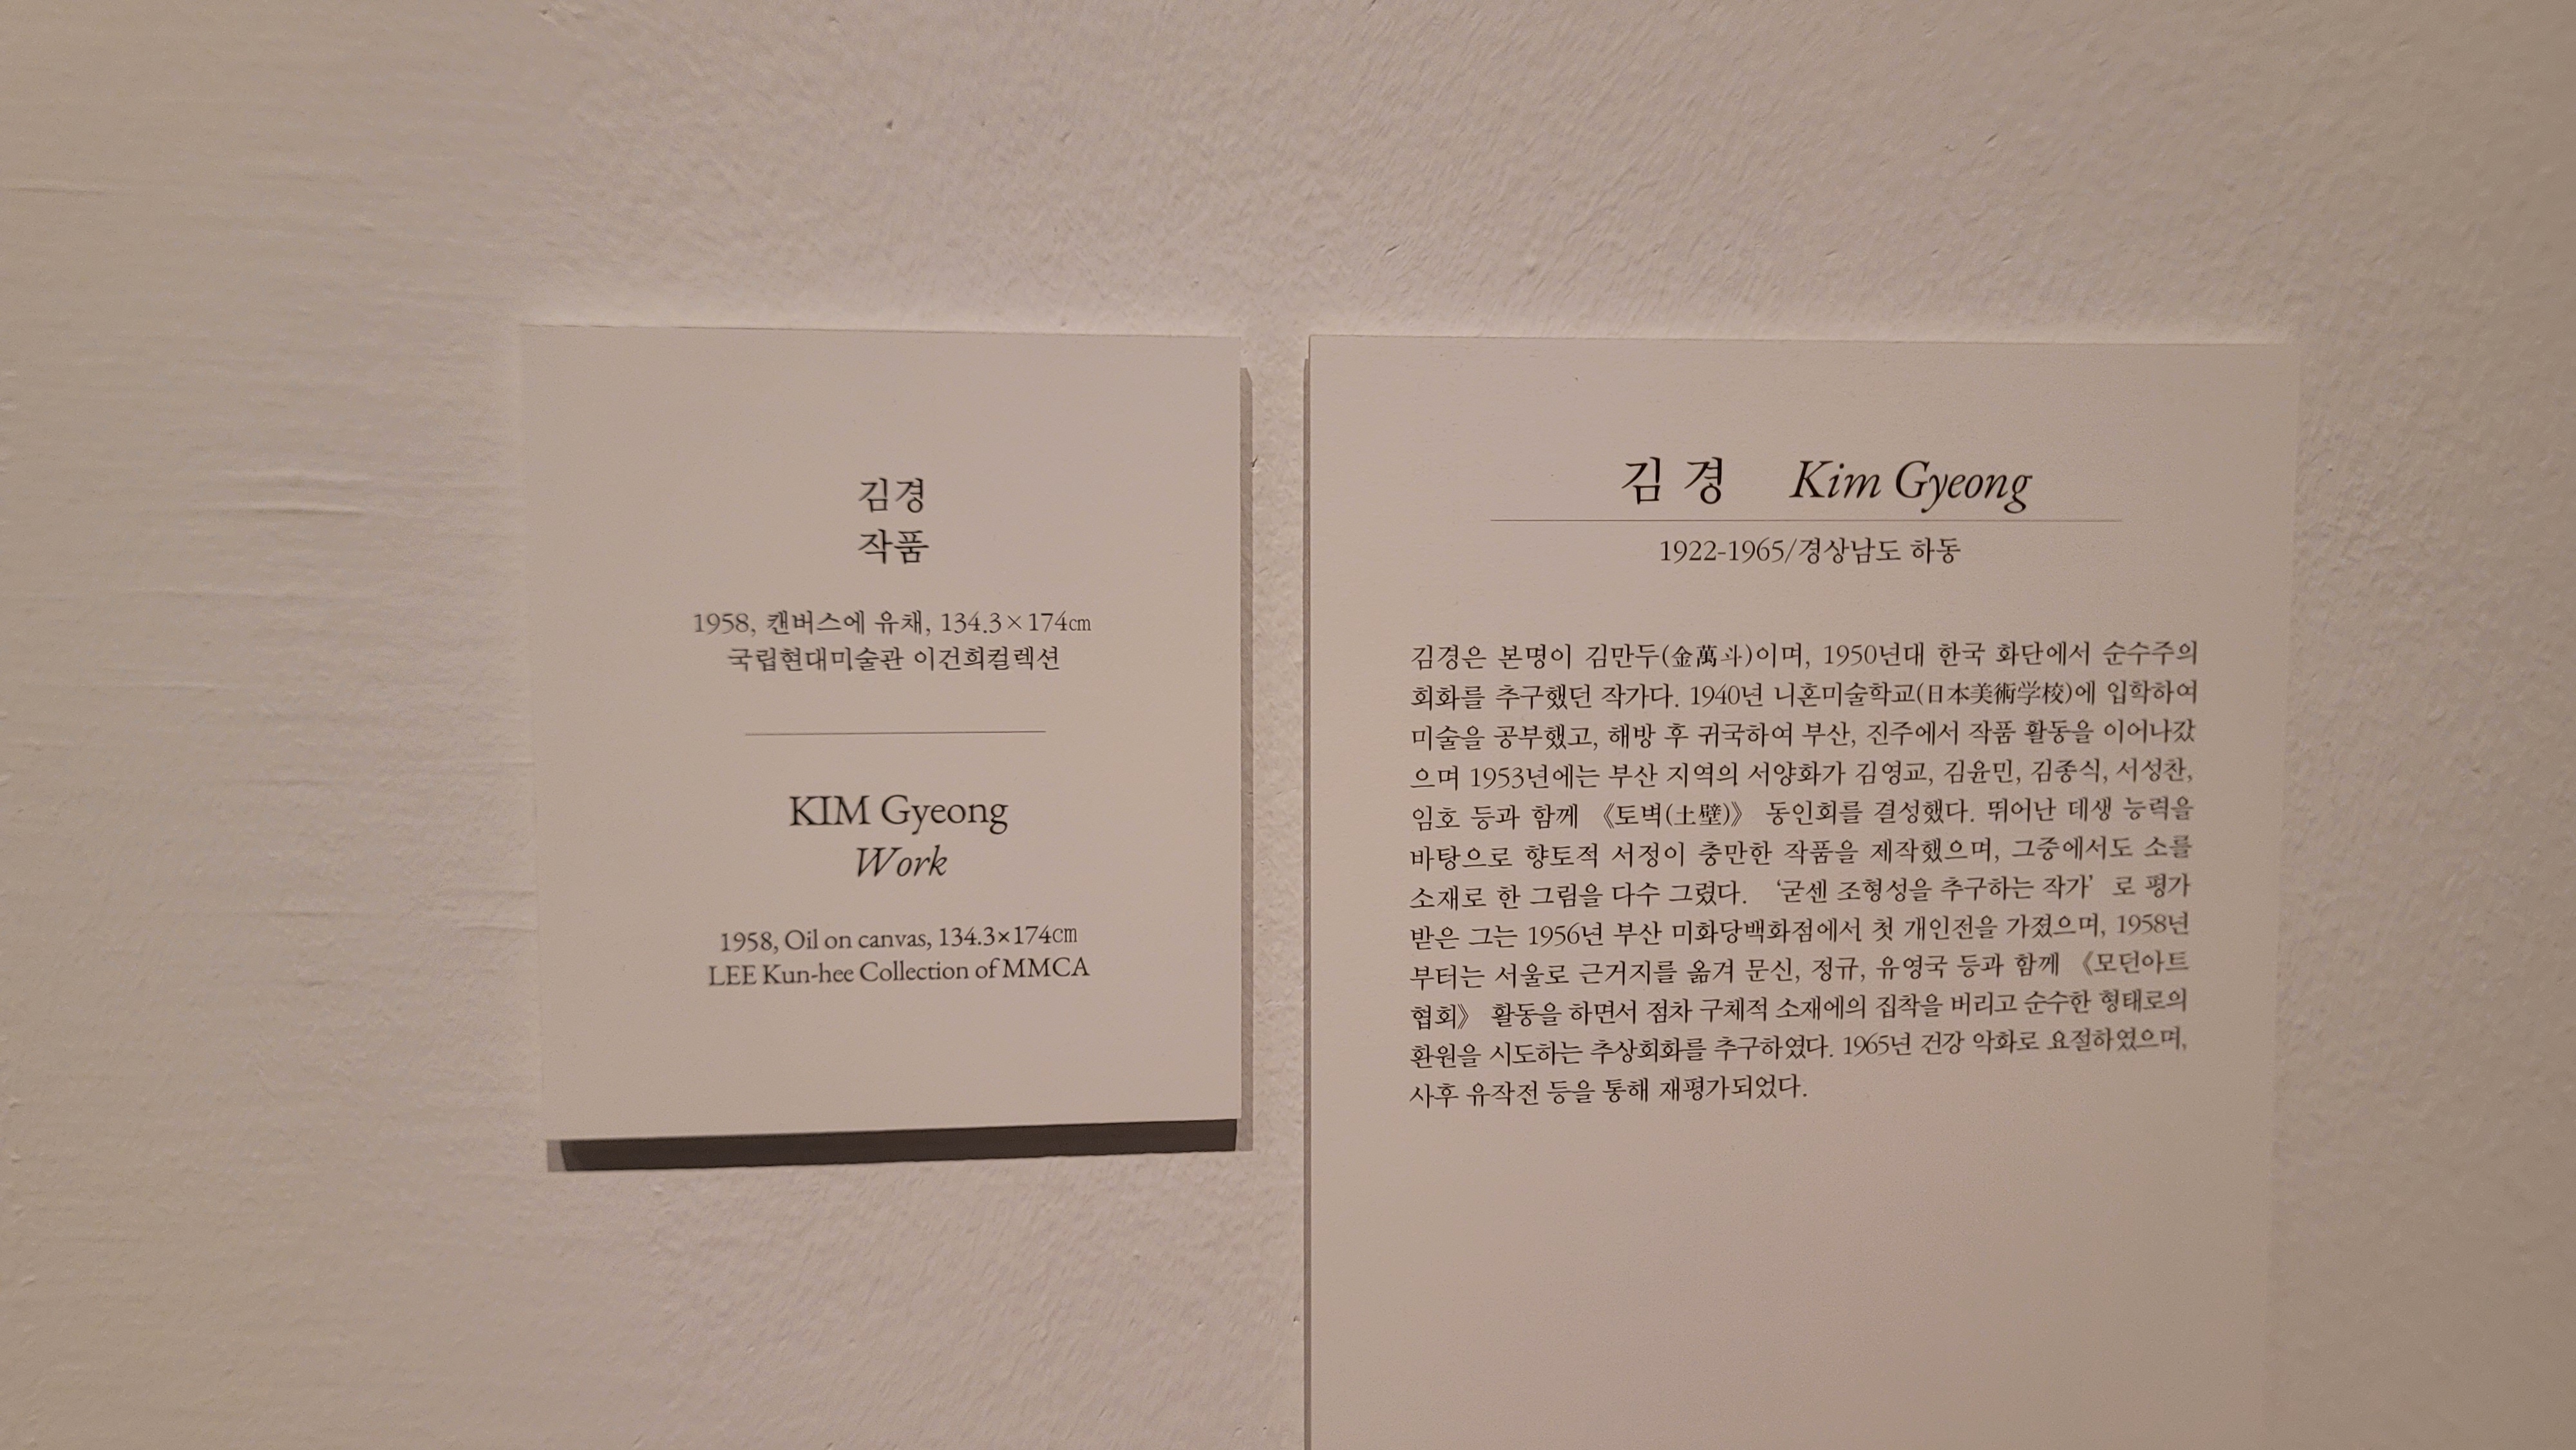 김경
작품
1958, 캔버스에 유채, 134.3×174㎝
국립현대미술관 이건희컬렉션
KIM Gyeong
Work
1958, Oil on canvas, 134.3×174㎝
LEE Kun-hee Collection of MMCA
김 경 Kim Gyeong
1922-1965/경상남도 하동
김경은 본명이 김만두(金萬斗)이며, 1950년대 한국 화단에서 순수주의
회화를 추구했던 작가다. 1940년 니혼미술학교(日本美術学校)에 입학하여
미술을 공부했고, 해방 후 귀국하여 부산, 진주에서 작품 활동을 이어나갔
으며 1953년에는 부산 지역의 서양화가 김영교, 김윤민, 김종식, 서성찬,
임호 등과 함께 《토벽(土壁)》 동인회를 결성했다. 뛰어난 데생 능력을
바탕으로 향토적 서정이 충만한 작품을 제작했으며, 그중에서도 소를
소재로 한 그림을 다수 그렸다. ‘굳센 조형성을 추구하는 작가’ 로 평가
받은 그는 1956년 부산 미화당백화점에서 첫 개인전을 가졌으며, 1958년
부터는 서울로 근거지를 옮겨 문신, 정규, 유영국 등과 함께 《모던아트
협회》 활동을 하면서 점차 구체적 소재에의 집착을 버리고 순수한 형태로의
환원을 시도하는 추상회화를 추구하였다. 1965년 건강 악화로 요절하였으며,
사후 유작전 등을 통해 재평가되었다.